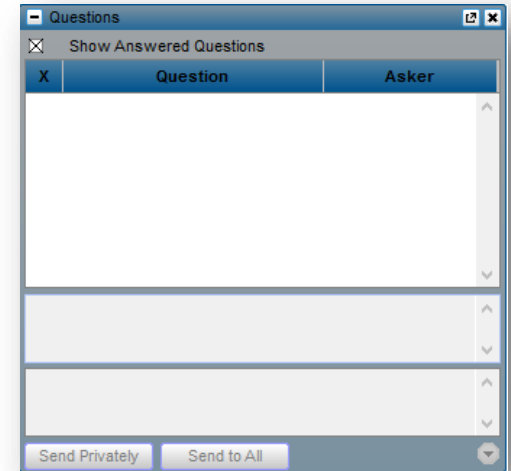 Questions
Show Answered Questions
X Question Asker
Send Privately Send to All